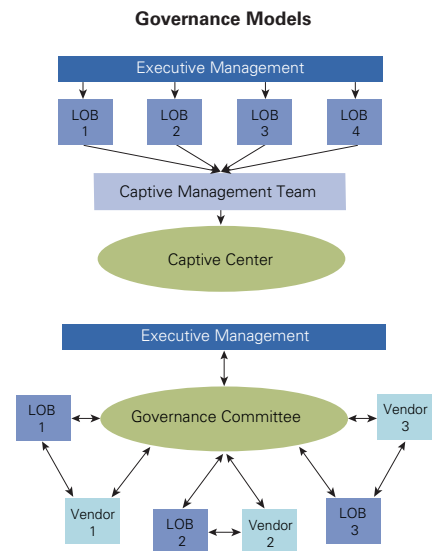 Governance Models
Executive Management
LOB
1
LOB
2
LOB
3
LOB
4
Captive Management Team
Captive Center
Executive Management
Governance Committee
LOB
1
Vendor
3
Vendor
1
LOB
2
Vendor
2
LOB
3